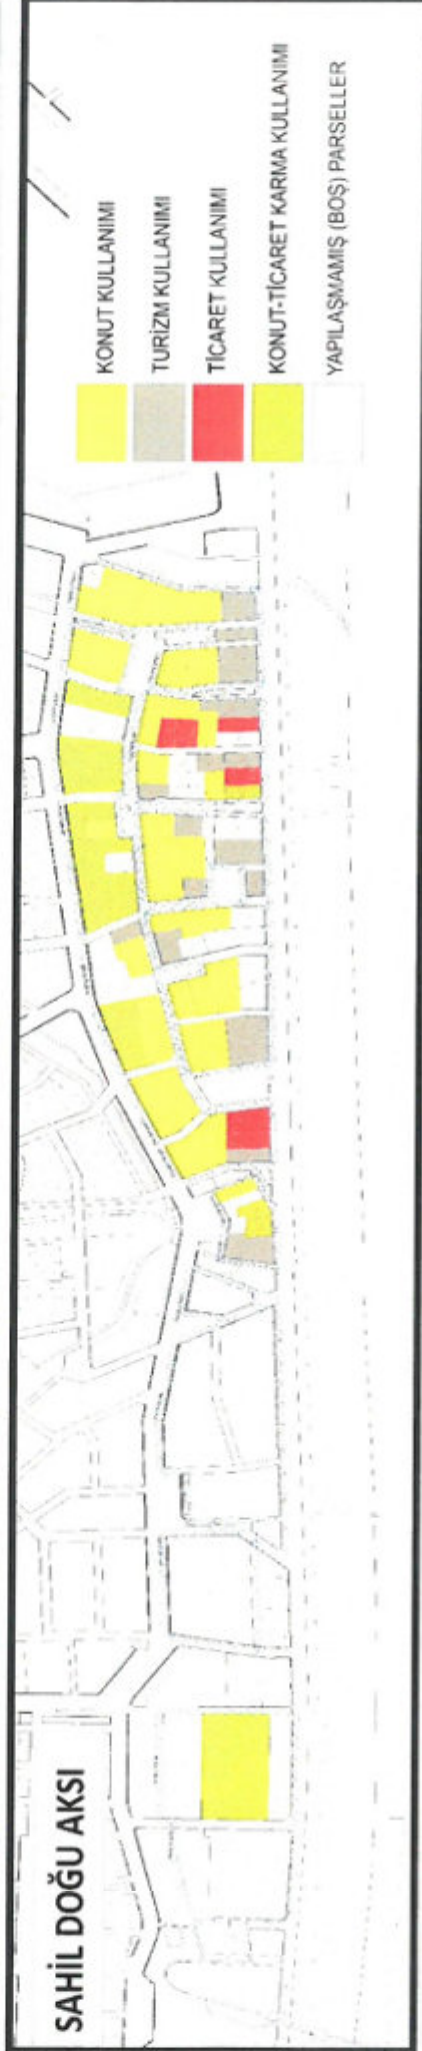 SAHİL DOĞU AKSI
KONUT KULLANIMI
TURİZM KULLANIMI
TİCARET KULLANIMI
KONUT-TİCARET KARMA KULLANIMI
YAPILAŞMAMIŞ (BOŞ) PARSELLER